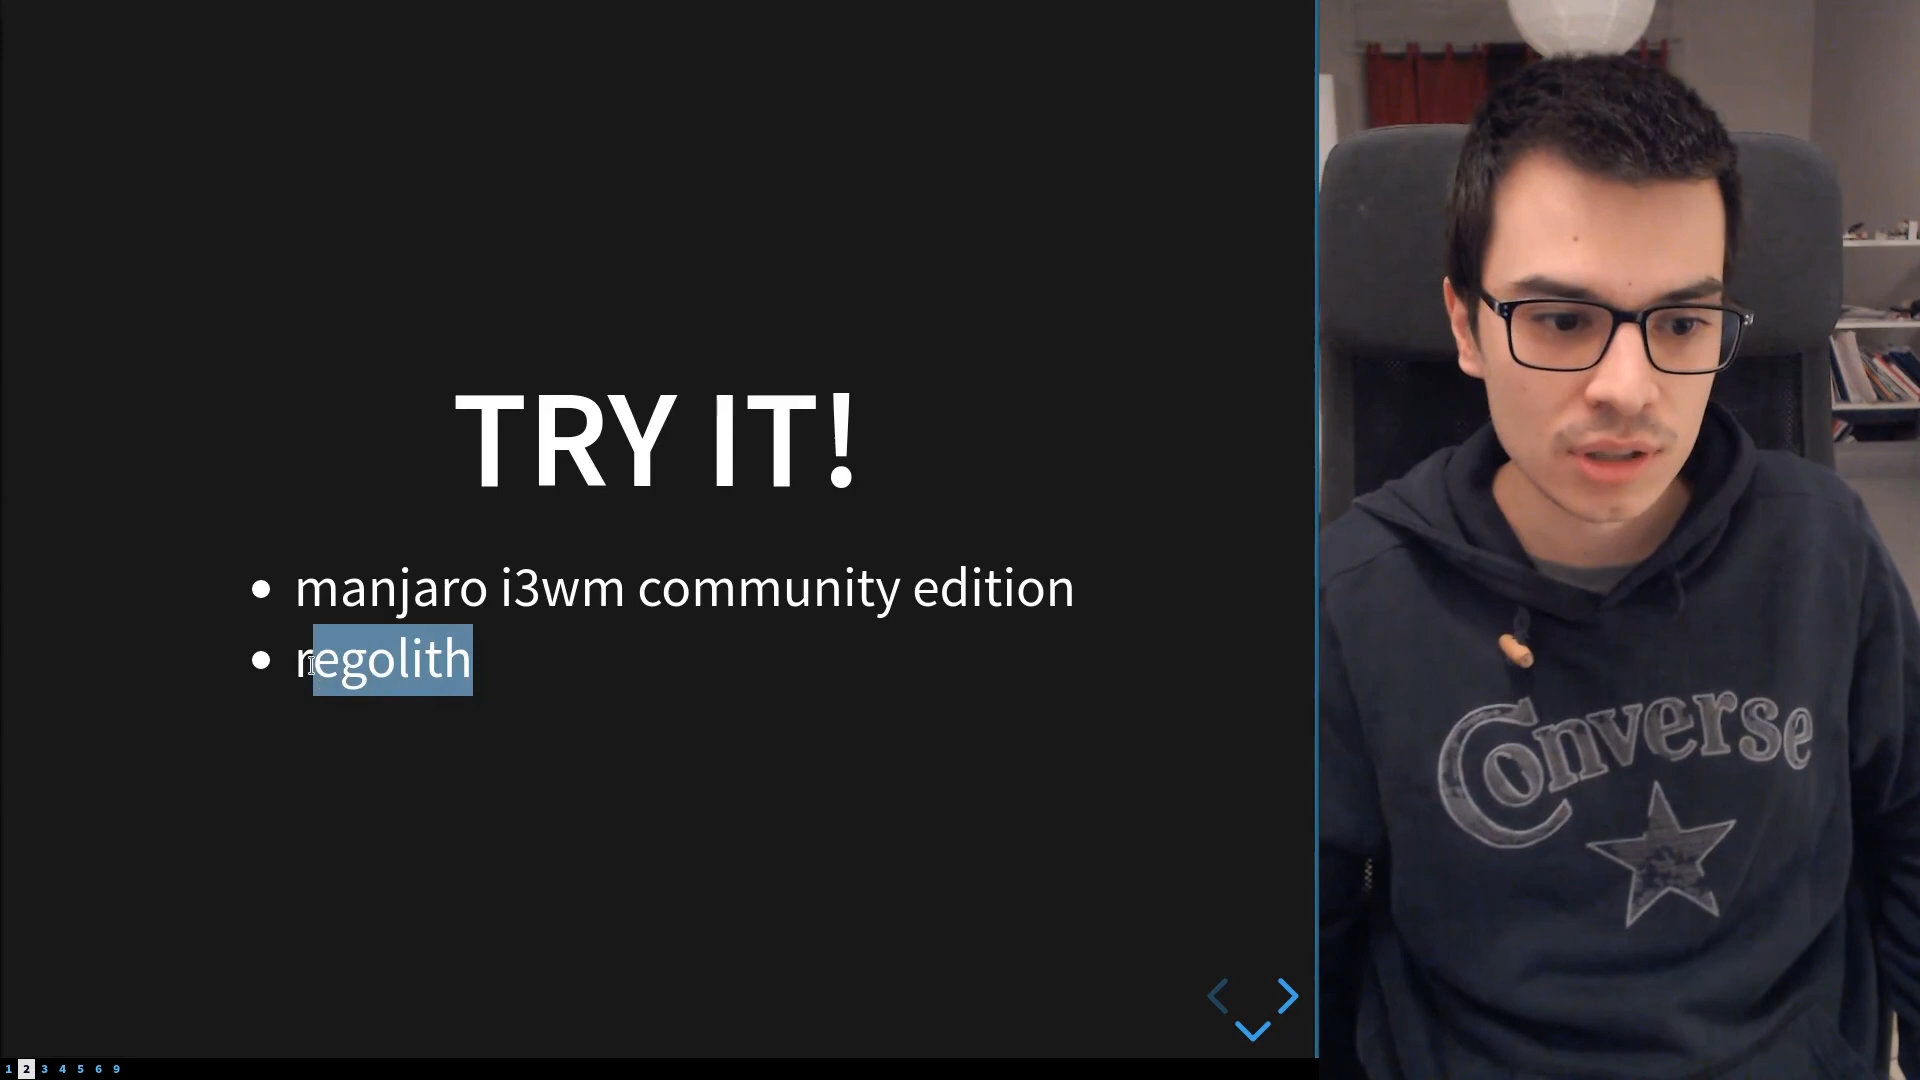 TRY IT!
manjaro i3wm community edition
regolith
Converse
1 2 3 4 5 6 9